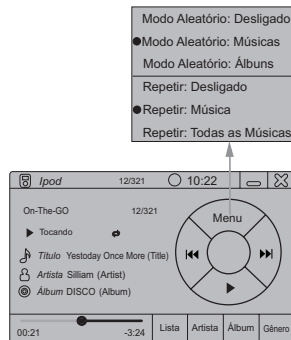 Modo Aleatório: Desligado
Modo Aleatório: Músicas
Modo Aleatório: Álbuns
Repetir: Desligado
Repetir: Música
Repetir: Todas as Músicas
Ipod 12/321 10:22
On-The-GO 12/321
Tocando
Titulo Yestoday Once More (Title)
Artista Silliam (Artist)
Álbum DISCO (Album)
Menu
00:21 -3:24 Lista Artista Álbum Gênero